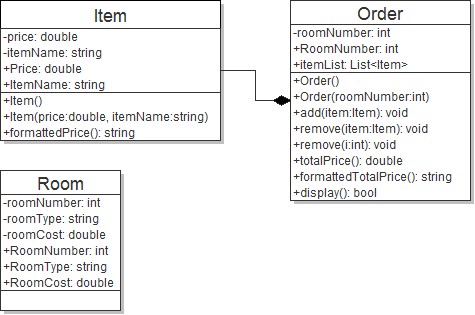 Item
-price: double
-itemName: string
+Price: double
+ItemName: string
+Item()
+Item(price:double, itemName:string)
+formattedPrice(): string
Order
-roomNumber: int
+RoomNumber: int
+itemList: List<Item>
+Order()
+Order(roomNumber:int)
+add(item:Item): void
+remove(item:Item): void
+remove(i:int): void
+totalPrice(): double
+formattedTotalPrice(): string
+display(): bool
Room
-roomNumber: int
-roomType: string
-roomCost: double
+RoomNumber: int
+RoomType: string
+RoomCost: double